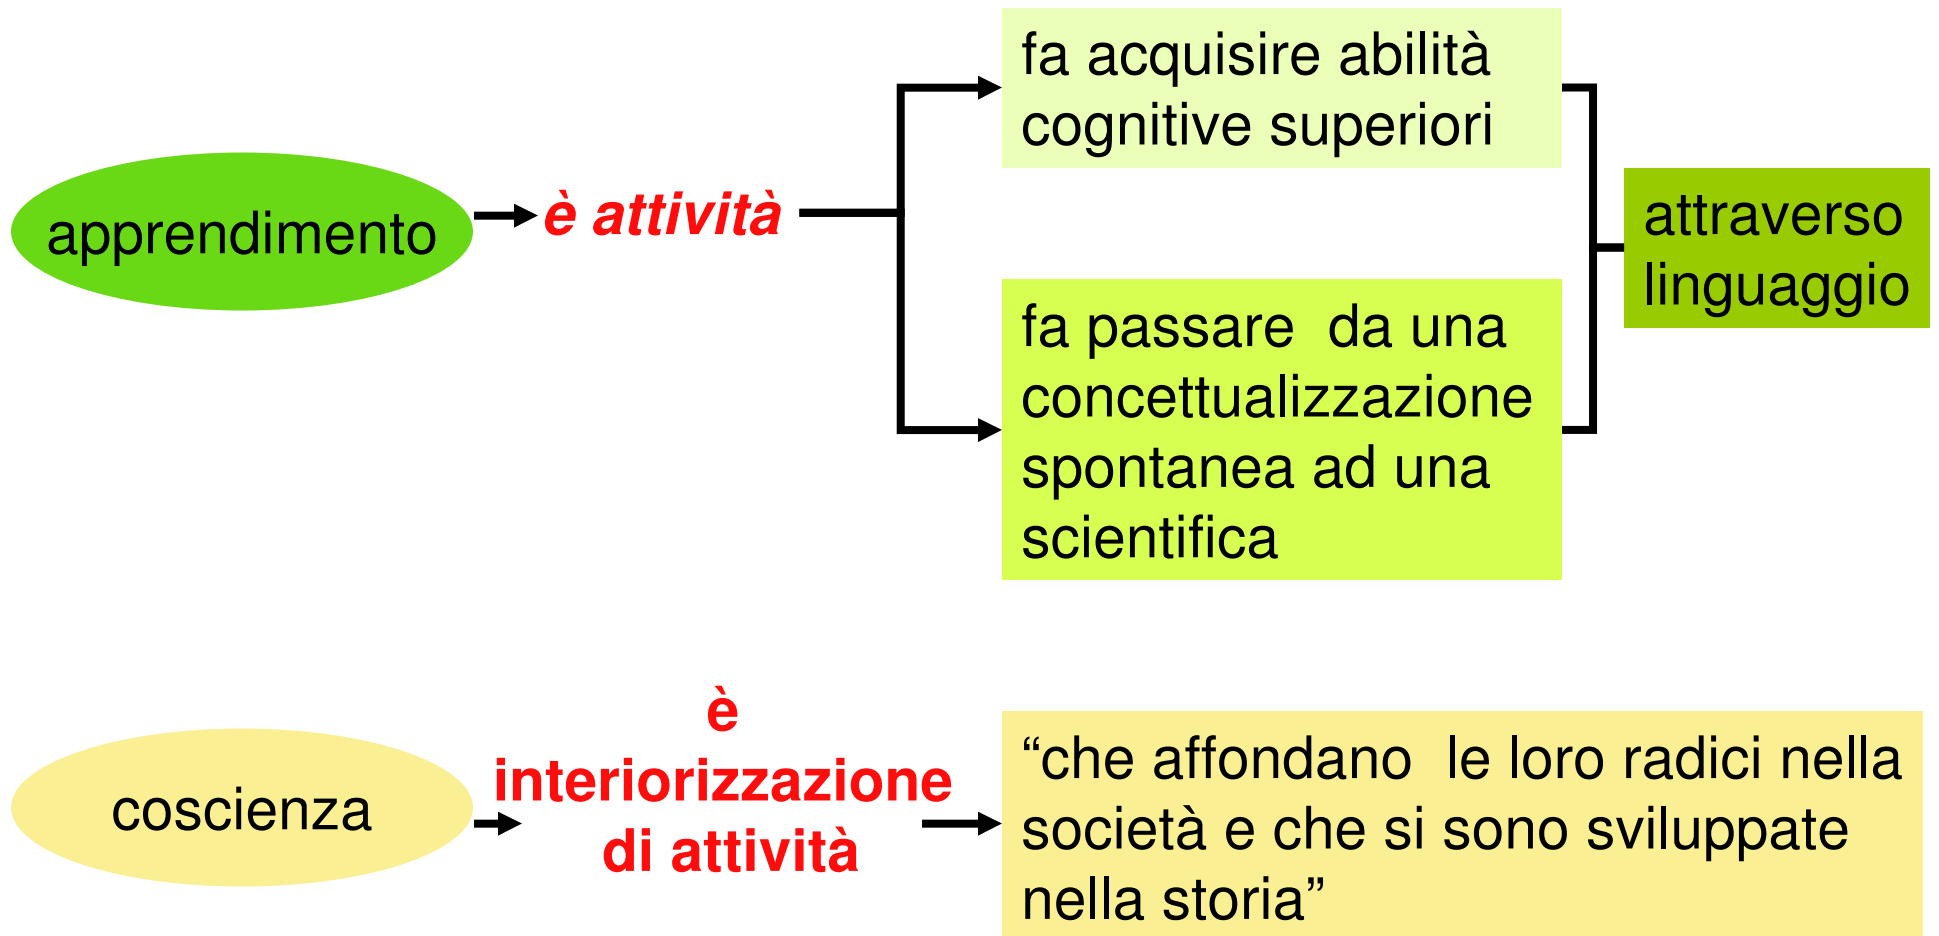 apprendimento
è attività
fa acquisire abilità
cognitive superiori
fa passare  da una
concettualizzazione
spontanea ad una
scientifica
attraverso
linguaggio
coscienza
è
interiorizzazione
di attività
“che affondano  le loro radici nella
società e che si sono sviluppate
nella storia”